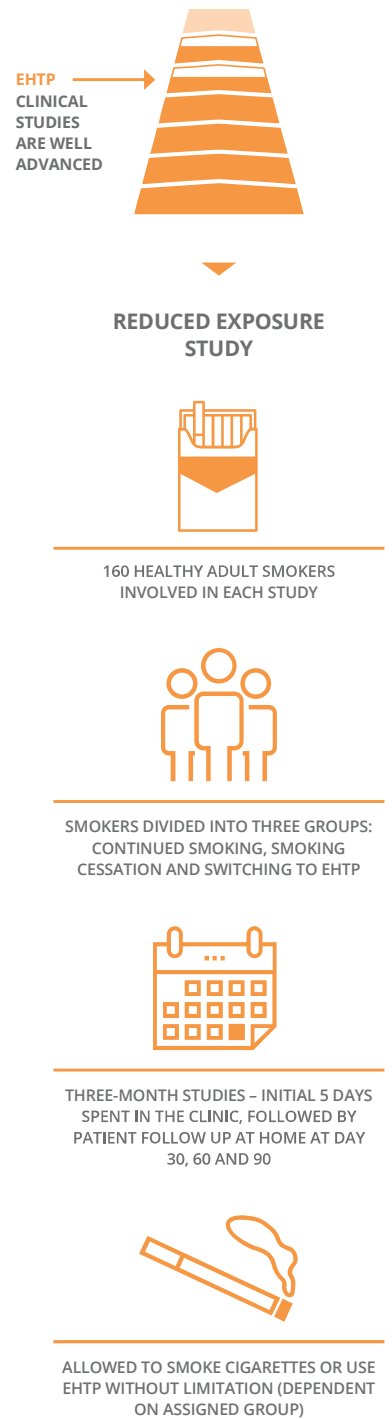 EHTP
CLINICAL
STUDIES
ARE WELL
ADVANCED
REDUCED EXPOSURE
STUDY
160 HEALTHY ADULT SMOKERS
INVOLVED IN EACH STUDY
SMOKERS DIVIDED INTO THREE GROUPS:
CONTINUED SMOKING, SMOKING
CESSATION AND SWITCHING TO EHTP
THREE-MONTH STUDIES – INITIAL 5 DAYS
SPENT IN THE CLINIC, FOLLOWED BY
PATIENT FOLLOW UP AT HOME AT DAY
30, 60 AND 90
ALLOWED TO SMOKE CIGARETTES OR USE
EHTP WITHOUT LIMITATION (DEPENDENT
ON ASSIGNED GROUP)